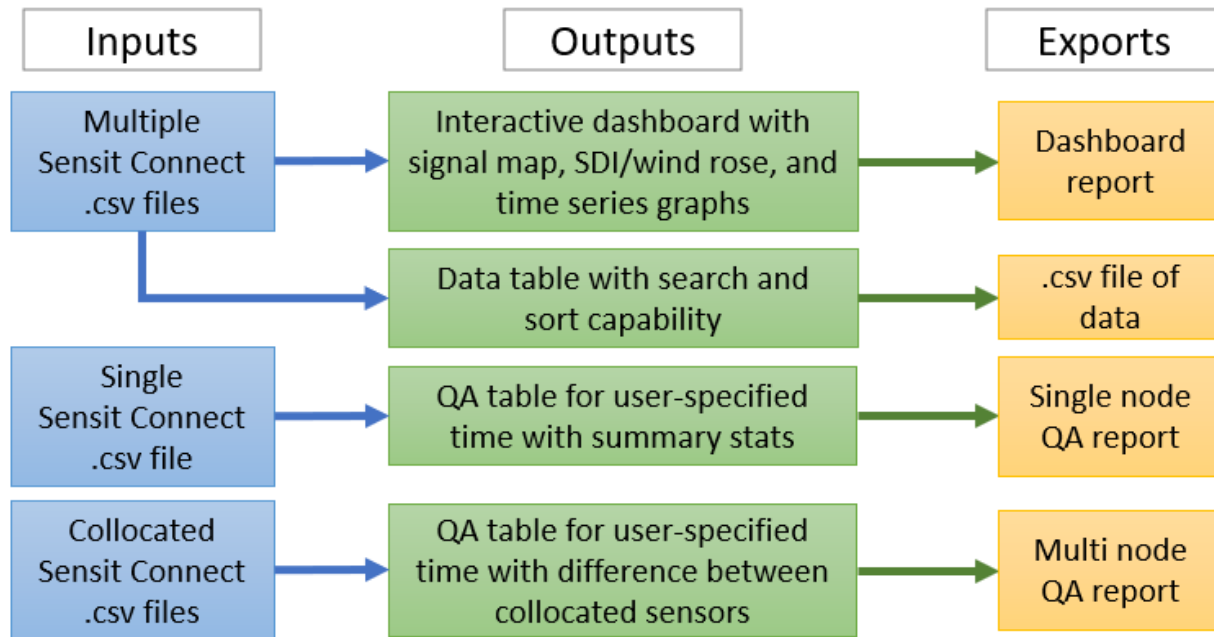 Inputs
Outputs
Exports
Multiple
Sensit Connect
.csv files
Interactive dashboard with
signal map, SDI/wind rose, and
time series graphs
Dashboard
report
Data table with search and
sort capability
.csv file of
data
Single
Sensit Connect
.csv file
QA table for user-specified
time with summary stats
Single node
QA report
Collocated
Sensit Connect
.csv files
QA table for user-specified
time with difference between
collocated sensors
Multi node
QA report